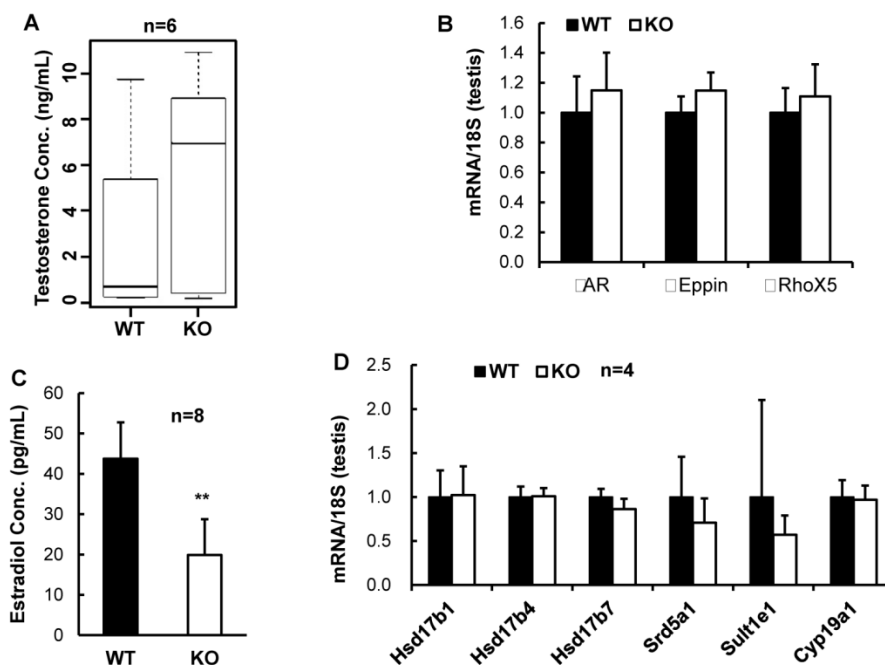 A
n=6
Testosterone Conc. (ng/mL)
10
8
6
4
2
0
WT KO
B
WT KO
mRNA/18S (testis)
1.6
1.4
1.2
1.0
0.8
0.6
0.4
0.2
0.0
□AR □Eppin □RhoX5
C
n=8
Estradiol Conc. (pg/mL)
60
50
40
30
20
10
0
**
WT KO
D
WT KO n=4
mRNA/18S (testis)
2.5
2.0
1.5
1.0
0.5
0.0
Hsd17b1 Hsd17b4 Hsd17b7 Srd5a1 Sult1e1 Cyp19a1